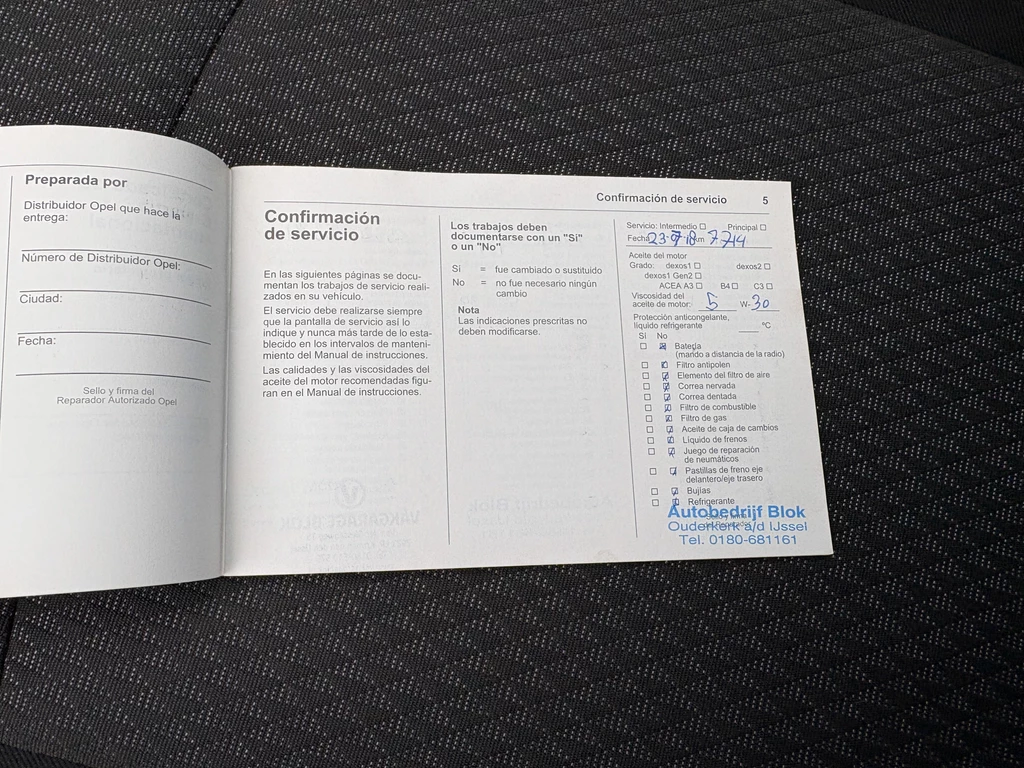 Preparada por
Distribuidor Opel que hace la
entrega:
Número de Distribuidor Opel:
Ciudad:
Fecha:
Sello y firma del
Reparador Autorizado Opel
Confirmación de servicio 5
Confirmación
de servicio
En las siguientes páginas se docu-
mentan los trabajos de servicio reali-
zados en su vehículo.
El servicio debe realizarse siempre
que la pantalla de servicio así lo
indique y nunca más tarde de lo esta-
blecido en los intervalos de manteni-
miento del Manual de instrucciones.
Las calidades y las viscosidades del
aceite del motor recomendadas figu-
ran en el Manual de instrucciones.
Los trabajos deben
documentarse con un "Sí"
o un "No"
Sí = fue cambiado o sustituido
No = no fue necesario ningún
cambio
Nota
Las indicaciones prescritas no
deben modificarse.
Servicio: Intermedio Principal
Fecha 23-07-18 km 7714
Aceite del motor
Grado: dexos1 dexos2
dexos1 Gen2
ACEA A3 B4 C3
Viscosidad del
aceite de motor: 5 W- 30
Protección anticongelante,
líquido refrigerante °C
Sí No
Batería
(mando a distancia de la radio)
Filtro antipolen
Elemento del filtro de aire
Correa nervada
Correa dentada
Filtro de combustible
Filtro de gas
Aceite de caja de cambios
Líquido de frenos
Juego de reparación
de neumáticos
Pastillas de freno eje
delantero/eje trasero
Bujías
Refrigerante
Autobedrijf Blok
Ouderkerk a/d IJssel
Tel. 0180-681161